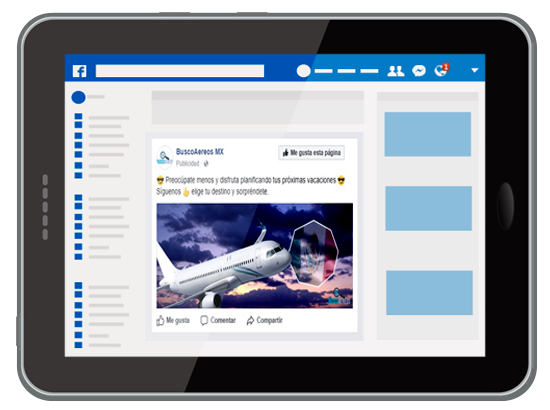 f
1
BuscoAereos MX
Publicidad
Me gusta esta página
Preocúpate menos y disfruta planificando tus próximas vacaciones
Síguenos elige tu destino y sorpréndete.
Me gusta Comentar Compartir